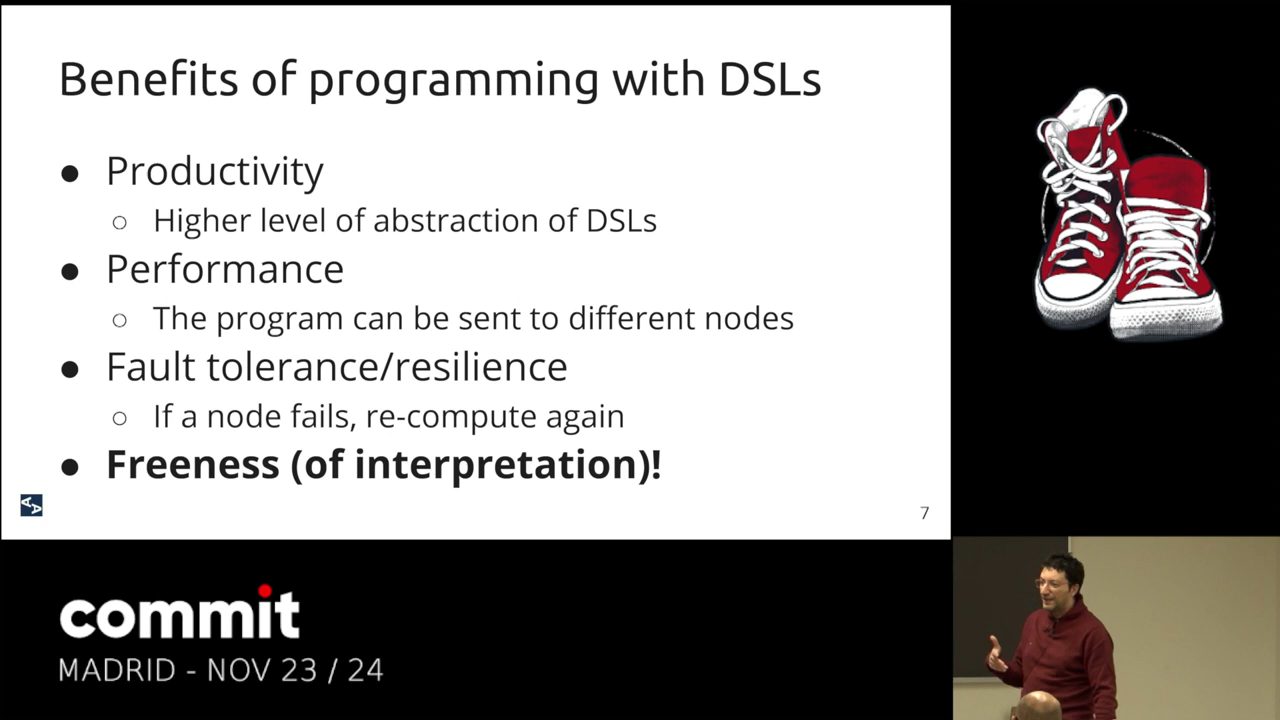 Benefits of programming with DSLs
● Productivity
○ Higher level of abstraction of DSLs
● Performance
○ The program can be sent to different nodes
● Fault tolerance/resilience
○ If a node fails, re-compute again
● Freeness (of interpretation)!
AA
7
commit
MADRID - NOV 23 / 24